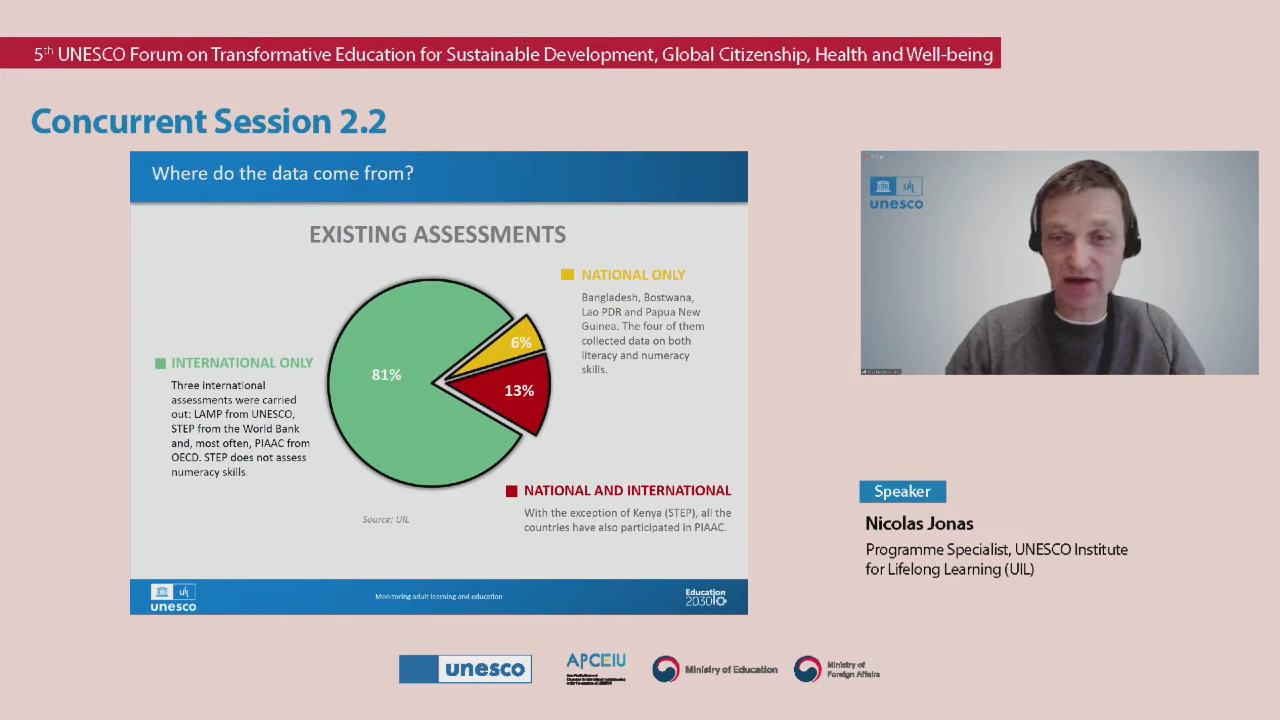 5th UNESCO Forum on Transformative Education for Sustainable Development, Global Citizenship, Health and Well-being
Concurrent Session 2.2
Where do the data come from?
EXISTING ASSESSMENTS
NATIONAL ONLY
Bangladesh, Bostwana,
Lao PDR and Papua New
Guinea. The four of them
collected data on both
literacy and numeracy
skills.
6%
81%
13%
INTERNATIONAL ONLY
Three international
assessments were carried
out: LAMP from UNESCO,
STEP from the World Bank
and, most often, PIAAC from
OECD. STEP does not assess
numeracy skills.
NATIONAL AND INTERNATIONAL
With the exception of Kenya (STEP), all the
countries have also participated in PIAAC.
Source: UIL
unesco
Monitoring adult learning and education
Education
2030
unesco
Speaker
Nicolas Jonas
Programme Specialist, UNESCO Institute
for Lifelong Learning (UIL)
unesco
APCEIU
Ministry of Education
Ministry of
Foreign Affairs